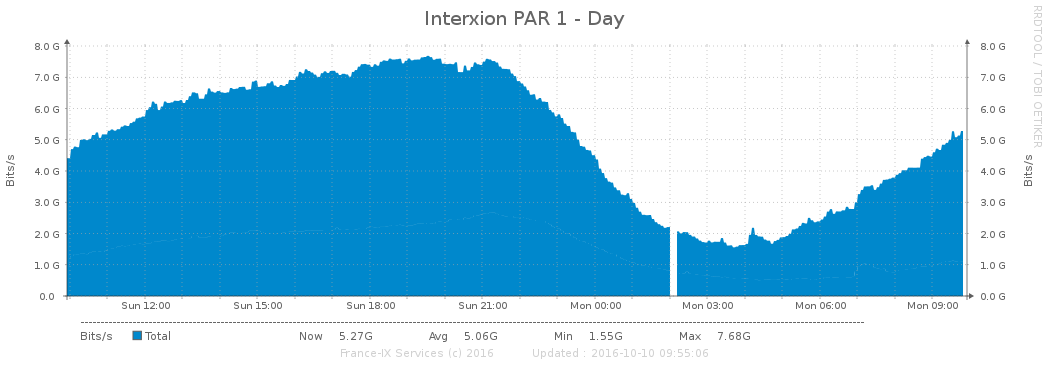 Interxion PAR 1 - Day
RRDTOOL / TOBI OETIKER
Bits/s
8.0 G
7.0 G
6.0 G
5.0 G
4.0 G
3.0 G
2.0 G
1.0 G
0.0
8.0 G
7.0 G
6.0 G
5.0 G
4.0 G
3.0 G
2.0 G
1.0 G
0.0 G
Bits/s
Sun 12:00 Sun 15:00 Sun 18:00 Sun 21:00 Mon 00:00 Mon 03:00 Mon 06:00 Mon 09:00
Bits/s Total Now 5.27G Avg 5.06G Min 1.55G Max 7.68G
France-IX Services (c) 2016 Updated : 2016-10-10 09:55:06